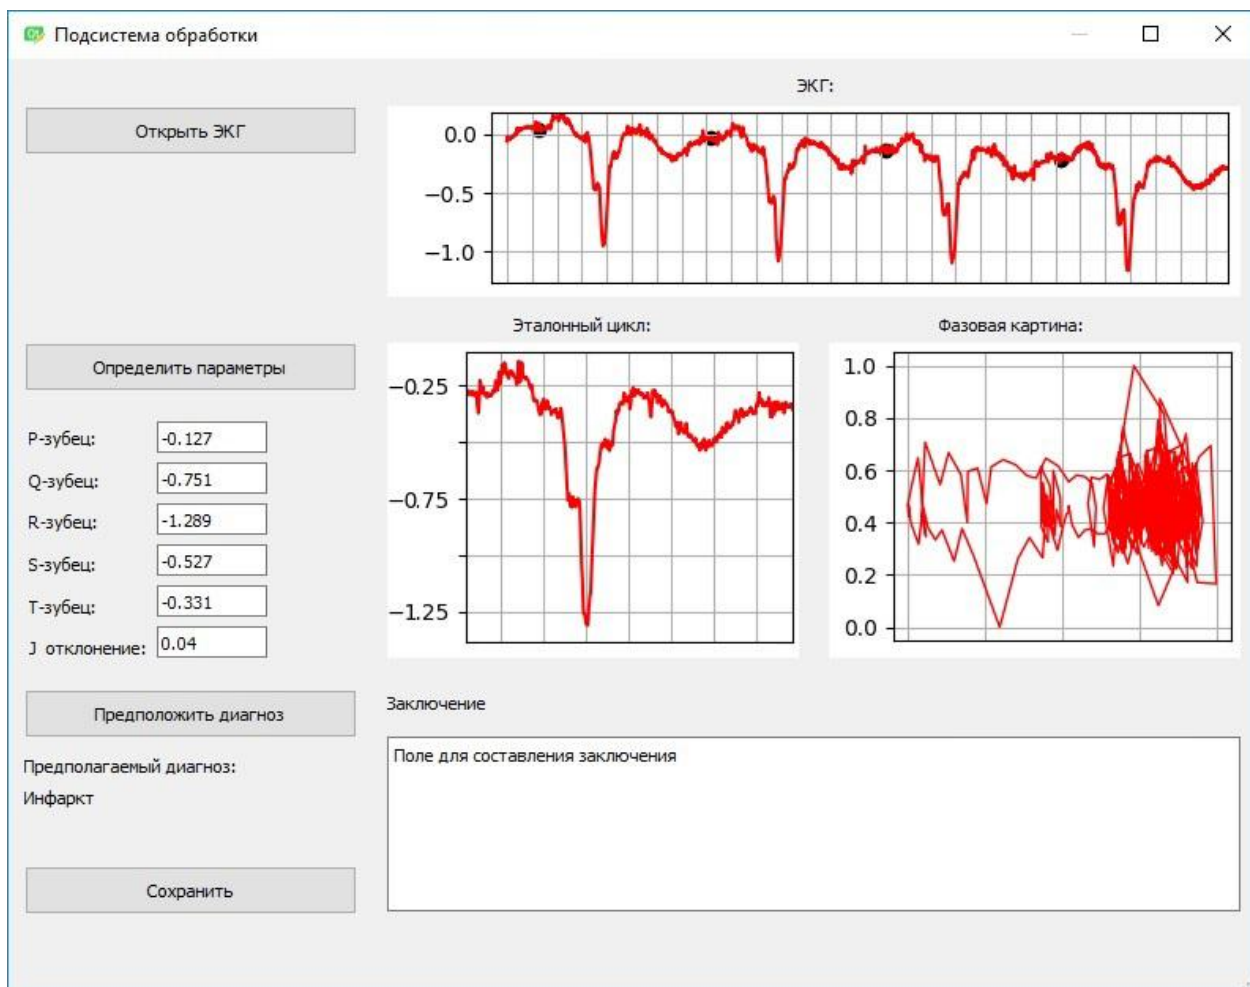 Подсистема обработки
ЭКГ:
Открыть ЭКГ
0.0
−0.5
−1.0
Эталонный цикл:
Фазовая картина:
Определить параметры
−0.25
−0.75
−1.25
1.0
0.8
0.6
0.4
0.2
0.0
P-зубец: -0.127
Q-зубец: -0.751
R-зубец: -1.289
S-зубец: -0.527
T-зубец: -0.331
J отклонение: 0.04
Предположить диагноз
Заключение
Поле для составления заключения
Предполагаемый диагноз:
Инфаркт
Сохранить